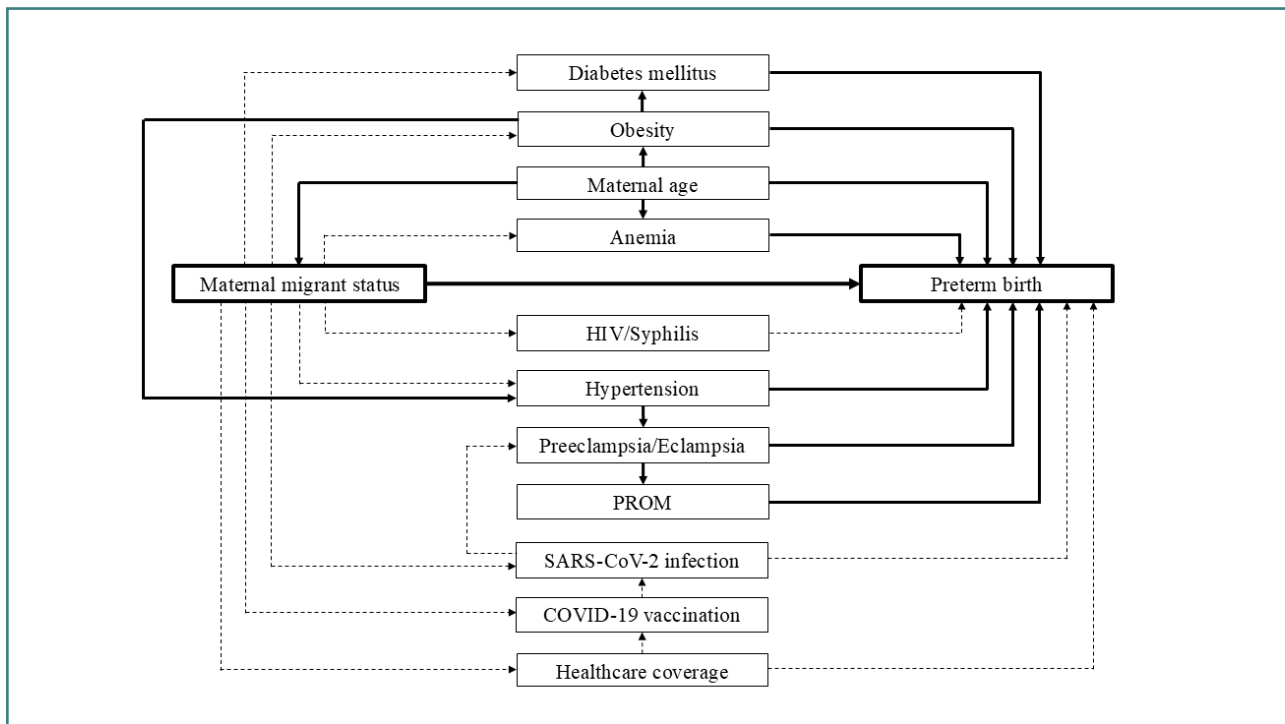 Diabetes mellitus
Obesity
Maternal age
Anemia
Maternal migrant status
Preterm birth
HIV/Syphilis
Hypertension
Preeclampsia/Eclampsia
PROM
SARS-CoV-2 infection
COVID-19 vaccination
Healthcare coverage